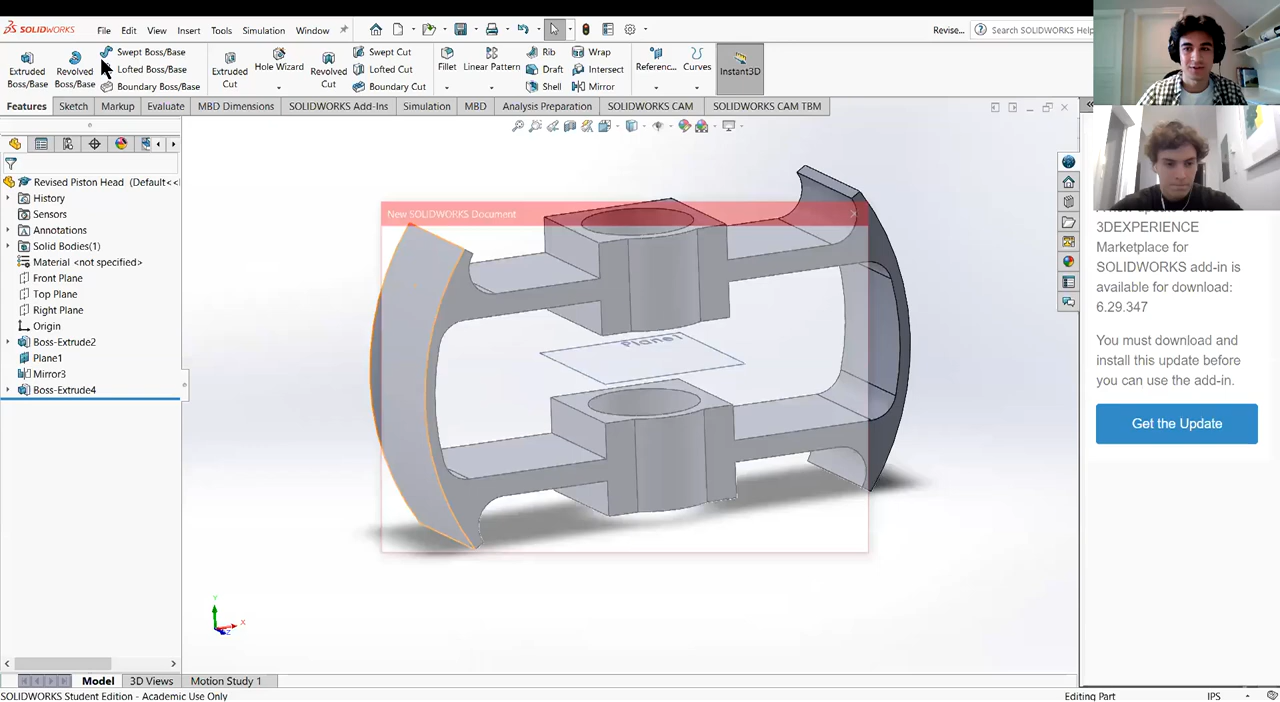 SOLIDWORKS File Edit View Insert Tools Simulation Window Revise... Search SOLIDWORKS Help
Extruded Boss/Base Revolved Boss/Base Swept Boss/Base Lofted Boss/Base Boundary Boss/Base Extruded Cut Hole Wizard Revolved Cut Swept Cut Lofted Cut Boundary Cut Fillet Linear Pattern Rib Draft Shell Wrap Intersect Mirror Referenc... Curves Instant3D
Features Sketch Markup Evaluate MBD Dimensions SOLIDWORKS Add-Ins Simulation MBD Analysis Preparation SOLIDWORKS CAM SOLIDWORKS CAM TBM
Revised Piston Head (Default<<
History
Sensors
Annotations
Solid Bodies(1)
Material <not specified>
Front Plane
Top Plane
Right Plane
Origin
Boss-Extrude2
Plane1
Mirror3
Boss-Extrude4
New SOLIDWORKS Document
Plane1
Y
X
Z
3DEXPERIENCE
Marketplace for
SOLIDWORKS add-in is
available for download:
6.29.347
You must download and
install this update before
you can use the add-in.
Get the Update
Model 3D Views Motion Study 1
SOLIDWORKS Student Edition - Academic Use Only Editing Part IPS